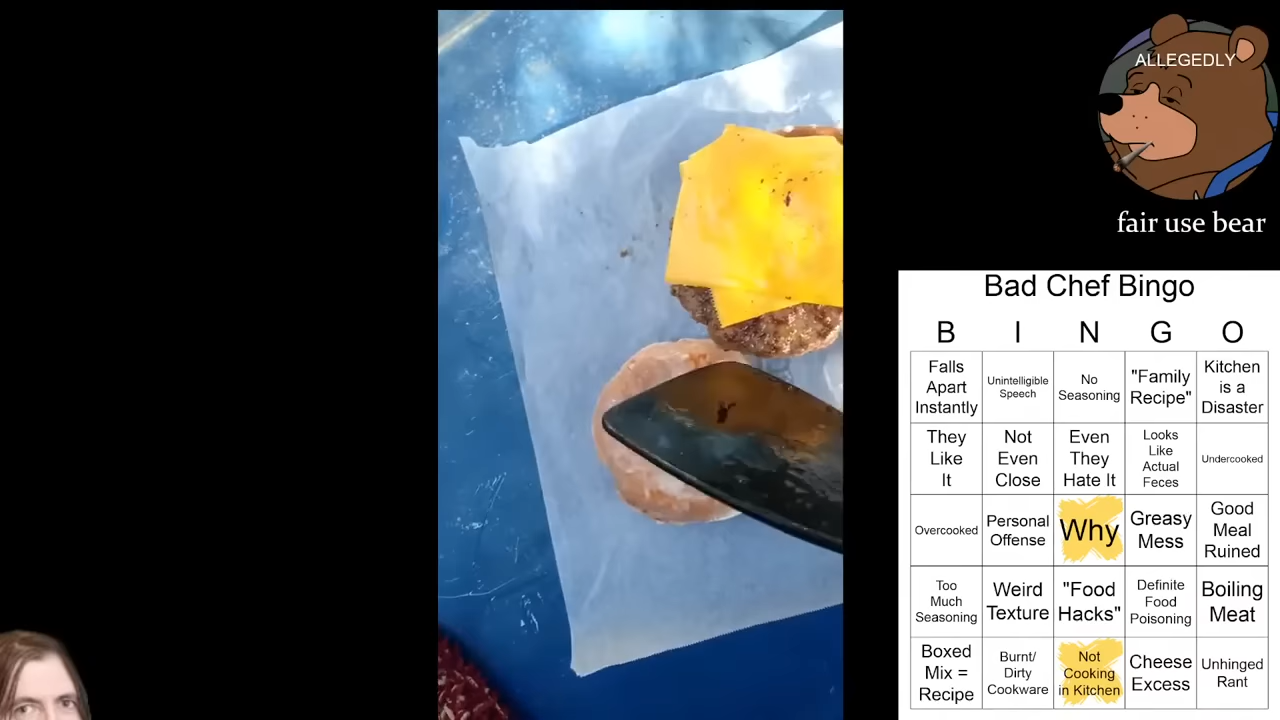 ALLEGEDLY
fair use bear
Bad Chef Bingo
B I N G O
Falls
Apart
Instantly
Unintelligible
Speech
No
Seasoning
"Family
Recipe"
Kitchen
is a
Disaster
They
Like
It
Not
Even
Close
Even
They
Hate It
Looks
Like
Actual
Feces
Undercooked
Overcooked
Personal
Offense
Why
Greasy
Mess
Good
Meal
Ruined
Too
Much
Seasoning
Weird
Texture
"Food
Hacks"
Definite
Food
Poisoning
Boiling
Meat
Boxed
Mix =
Recipe
Burnt/
Dirty
Cookware
Not
Cooking
in Kitchen
Cheese
Excess
Unhinged
Rant